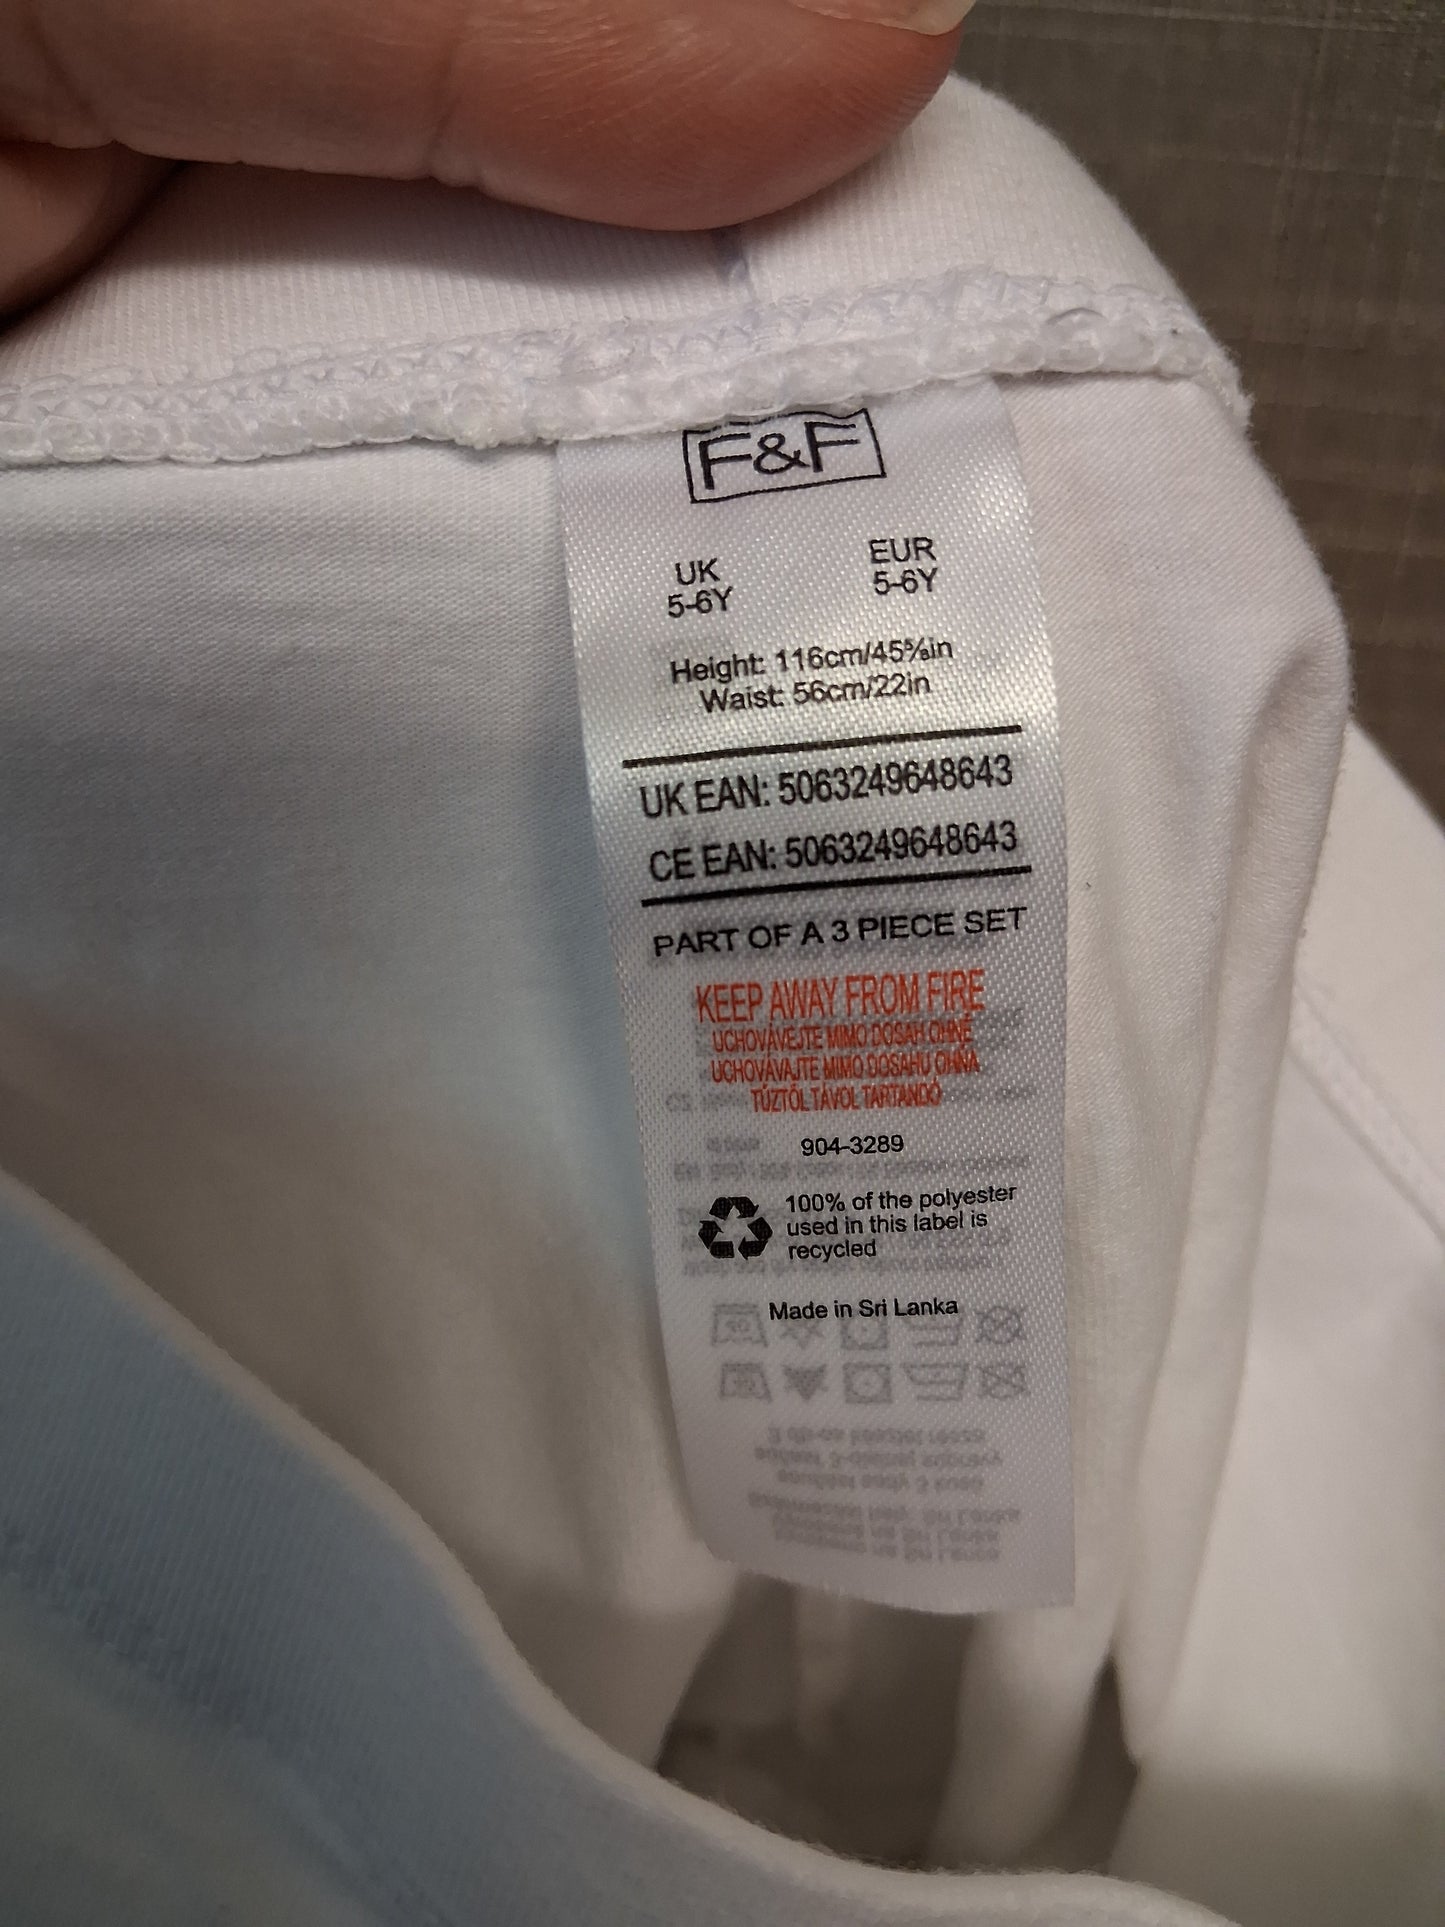 F&F
UK EUR
5-6Y 5-6Y
Height: 116cm/45⅝in
Waist: 56cm/22in
UK EAN: 5063249648643
CE EAN: 5063249648643
PART OF A 3 PIECE SET
KEEP AWAY FROM FIRE
UCHOVÁVEJTE MIMO DOSAH OHNĚ
UCHOVÁVAJTE MIMO DOSAHU OHŇA
TŰZTŐL TÁVOL TARTANDÓ
904-3289
100% of the polyester
used in this label is
recycled
Made in Sri Lanka